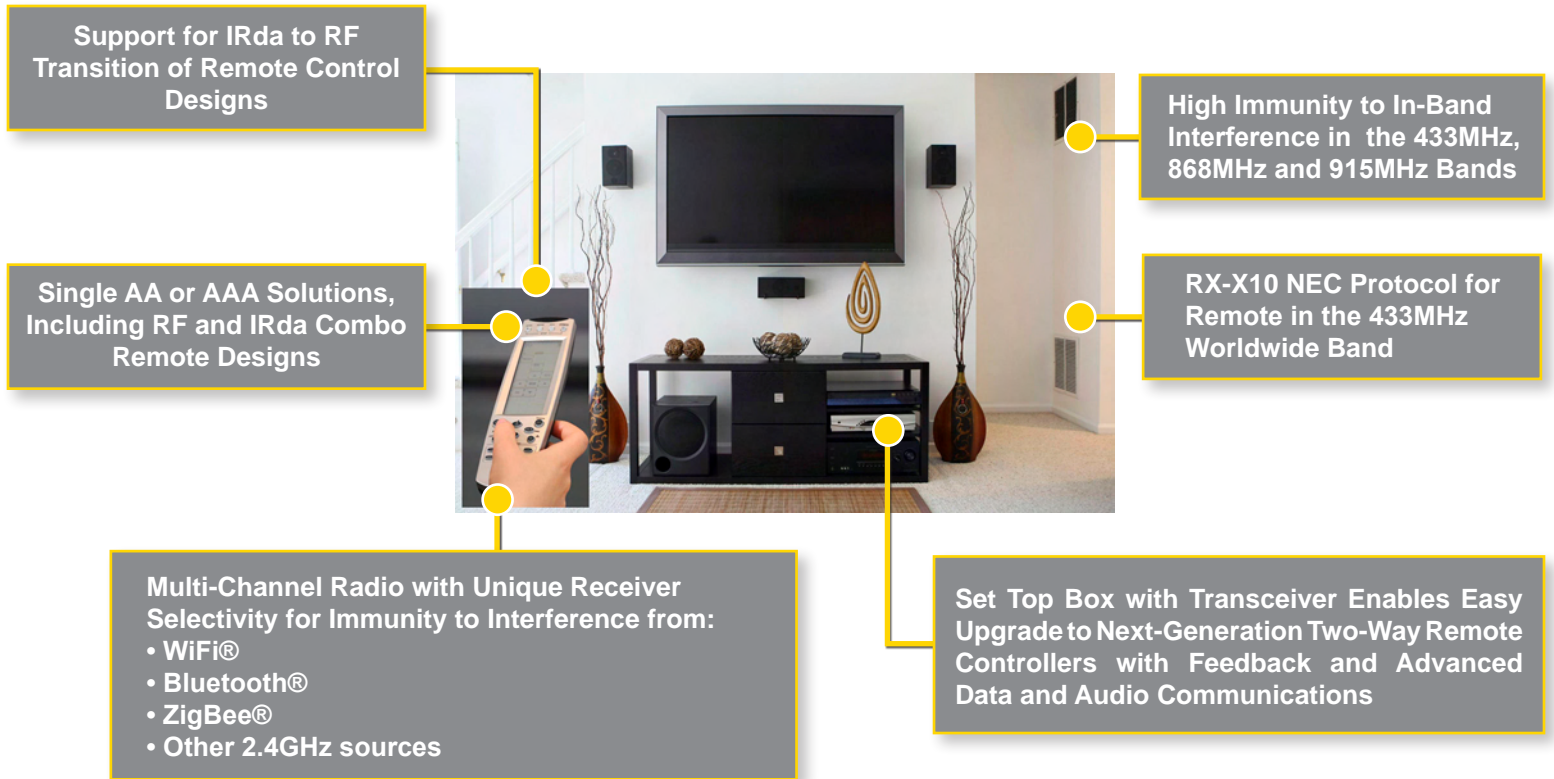 Support for IRda to RF
Transition of Remote Control
Designs
High Immunity to In-Band
Interference in the 433MHz,
868MHz and 915MHz Bands
Single AA or AAA Solutions,
Including RF and IRda Combo
Remote Designs
RX-X10 NEC Protocol for
Remote in the 433MHz
Worldwide Band
Multi-Channel Radio with Unique Receiver
Selectivity for Immunity to Interference from:
• WiFi®
• Bluetooth®
• ZigBee®
• Other 2.4GHz sources
Set Top Box with Transceiver Enables Easy
Upgrade to Next-Generation Two-Way Remote
Controllers with Feedback and Advanced
Data and Audio Communications